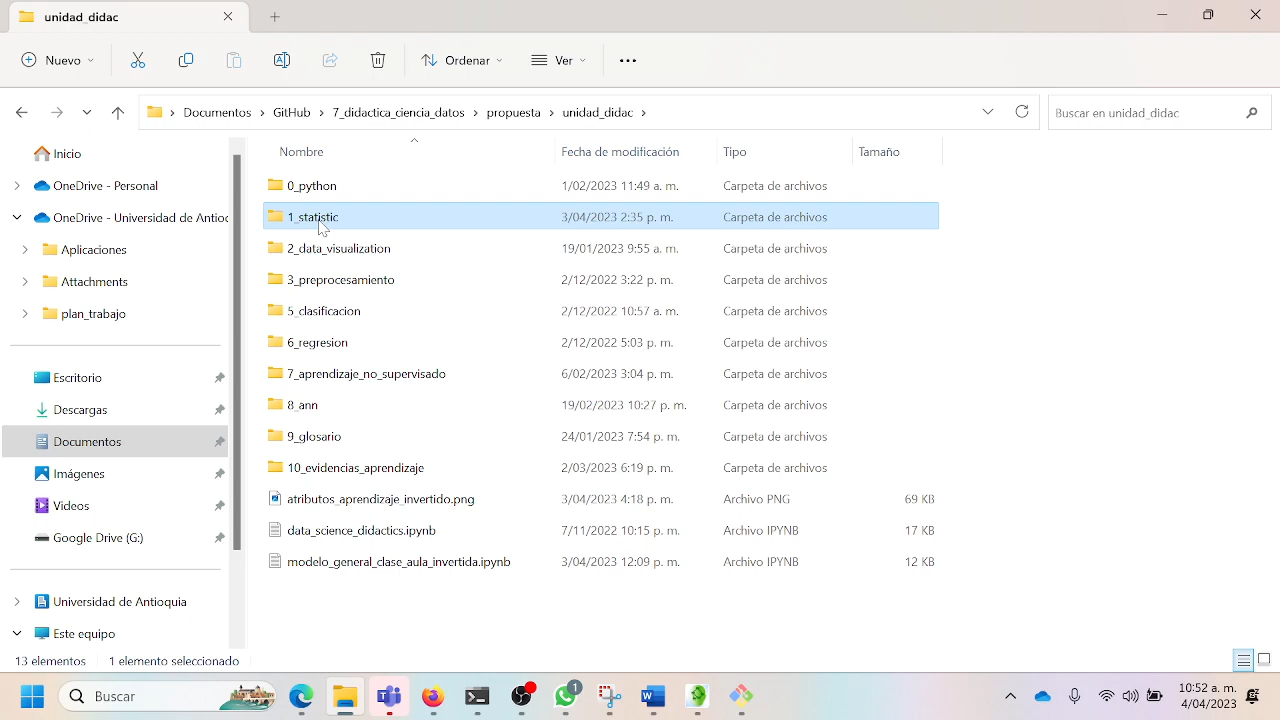 unidad_didac
Nuevo
Ordenar
Ver
Documentos > GitHub > 7_didactica_ciencia_datos > propuesta > unidad_didac >
Buscar en unidad_didac
Inicio
OneDrive - Personal
OneDrive - Universidad de Antioc
Aplicaciones
Attachments
plan_trabajo
Escritorio
Descargas
Documentos
Imágenes
Videos
Google Drive (G:)
Universidad de Antioquia
Este equipo
Nombre Fecha de modificación Tipo Tamaño
0_python 1/02/2023 11:49 a. m. Carpeta de archivos
1_statistic 3/04/2023 2:35 p. m. Carpeta de archivos
2_data_visualization 19/01/2023 9:55 a. m. Carpeta de archivos
3_preprocesamiento 2/12/2022 3:22 p. m. Carpeta de archivos
5_clasificacion 2/12/2022 10:57 a. m. Carpeta de archivos
6_regresion 2/12/2022 5:03 p. m. Carpeta de archivos
7_aprendizaje_no_supervisado 6/02/2023 3:04 p. m. Carpeta de archivos
8_ann 19/02/2023 10:27 p. m. Carpeta de archivos
9_glosario 24/01/2023 7:54 p. m. Carpeta de archivos
10_evidencias_aprendizaje 2/03/2023 6:19 p. m. Carpeta de archivos
atributos_aprendizaje_invertido.png 3/04/2023 4:18 p. m. Archivo PNG 69 KB
data_science_didactics.ipynb 7/11/2022 10:15 p. m. Archivo IPYNB 17 KB
modelo_general_clase_aula_invertida.ipynb 3/04/2023 12:09 p. m. Archivo IPYNB 12 KB
13 elementos 1 elemento seleccionado
Buscar
1
10:52 a. m.
4/04/2023